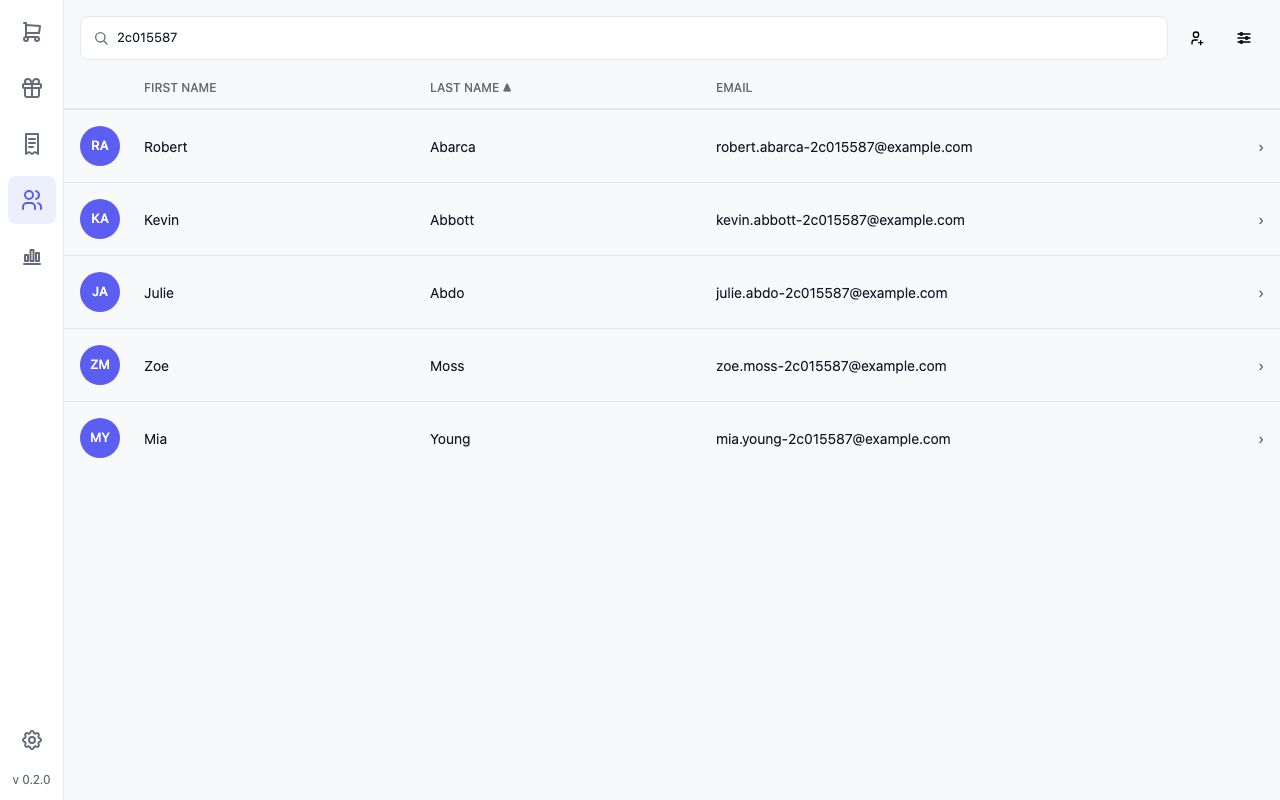 2c015587
FIRST NAME LAST NAME ▲ EMAIL
RA Robert Abarca robert.abarca-2c015587@example.com ›
KA Kevin Abbott kevin.abbott-2c015587@example.com ›
JA Julie Abdo julie.abdo-2c015587@example.com ›
ZM Zoe Moss zoe.moss-2c015587@example.com ›
MY Mia Young mia.young-2c015587@example.com ›
v 0.2.0